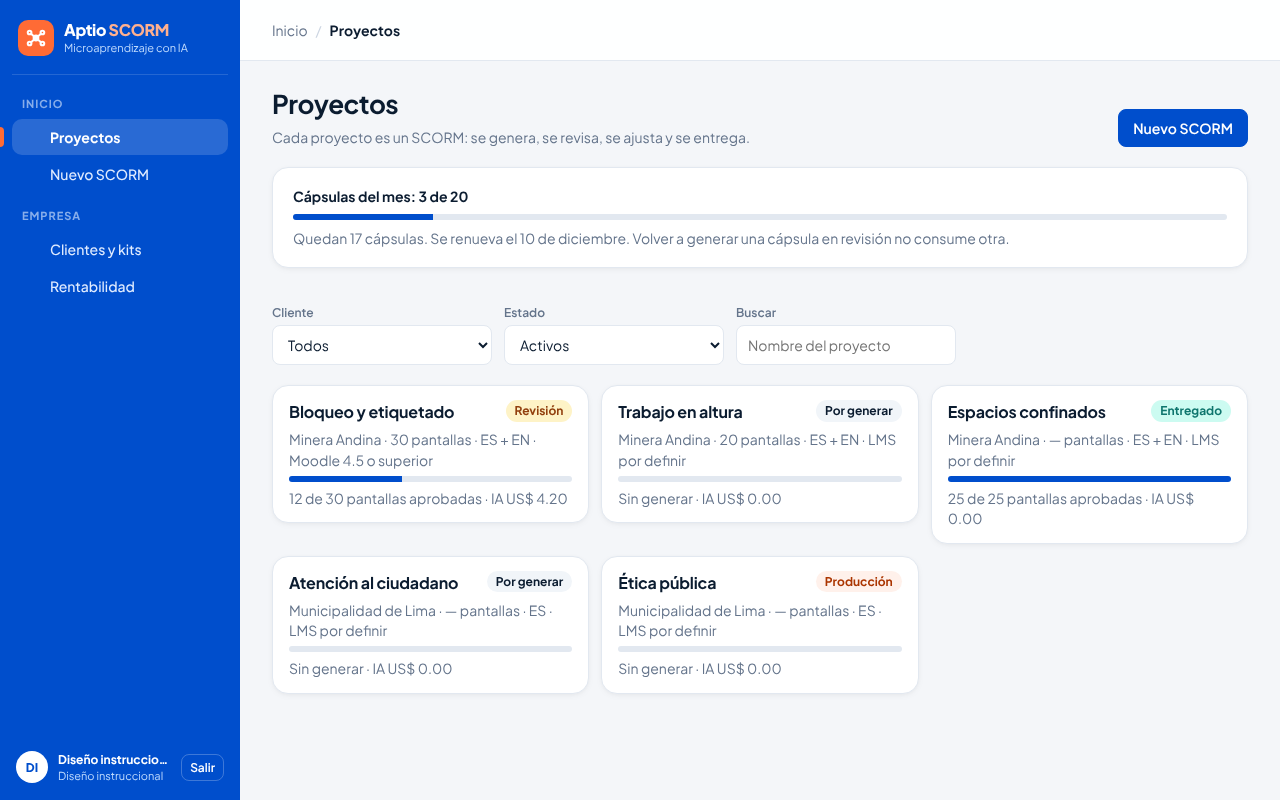 Aptio SCORM
Microaprendizaje con IA
INICIO
Proyectos
Nuevo SCORM
EMPRESA
Clientes y kits
Rentabilidad
DI
Diseño instruccio...
Diseño instruccional
Salir
Inicio / Proyectos
Proyectos
Cada proyecto es un SCORM: se genera, se revisa, se ajusta y se entrega.
Nuevo SCORM
Cápsulas del mes: 3 de 20
Quedan 17 cápsulas. Se renueva el 10 de diciembre. Volver a generar una cápsula en revisión no consume otra.
Cliente
Todos
Estado
Activos
Buscar
Nombre del proyecto
Bloqueo y etiquetado
Revisión
Minera Andina · 30 pantallas · ES + EN ·
Moodle 4.5 o superior
12 de 30 pantallas aprobadas · IA US$ 4.20
Trabajo en altura
Por generar
Minera Andina · 20 pantallas · ES + EN · LMS
por definir
Sin generar · IA US$ 0.00
Espacios confinados
Entregado
Minera Andina · — pantallas · ES + EN · LMS
por definir
25 de 25 pantallas aprobadas · IA US$
0.00
Atención al ciudadano
Por generar
Municipalidad de Lima · — pantallas · ES ·
LMS por definir
Sin generar · IA US$ 0.00
Ética pública
Producción
Municipalidad de Lima · — pantallas · ES ·
LMS por definir
Sin generar · IA US$ 0.00